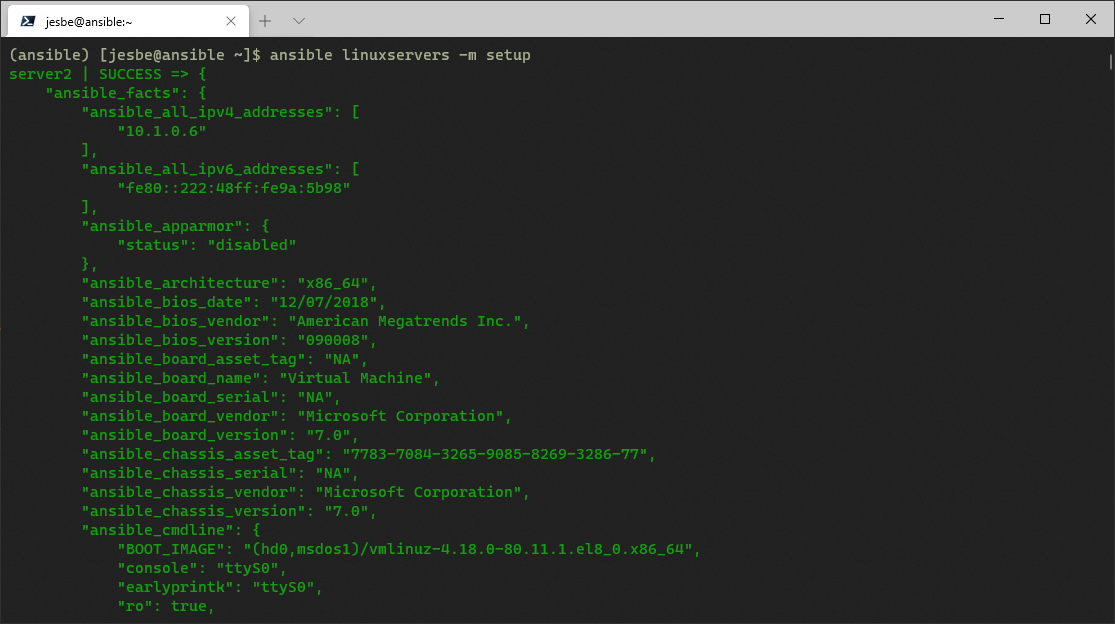 jesbe@ansible:~
(ansible) [jesbe@ansible ~]$ ansible linuxservers -m setup
server2 | SUCCESS => {
    "ansible_facts": {
        "ansible_all_ipv4_addresses": [
            "10.1.0.6"
        ],
        "ansible_all_ipv6_addresses": [
            "fe80::222:48ff:fe9a:5b98"
        ],
        "ansible_apparmor": {
            "status": "disabled"
        },
        "ansible_architecture": "x86_64",
        "ansible_bios_date": "12/07/2018",
        "ansible_bios_vendor": "American Megatrends Inc.",
        "ansible_bios_version": "090008",
        "ansible_board_asset_tag": "NA",
        "ansible_board_name": "Virtual Machine",
        "ansible_board_serial": "NA",
        "ansible_board_vendor": "Microsoft Corporation",
        "ansible_board_version": "7.0",
        "ansible_chassis_asset_tag": "7783-7084-3265-9085-8269-3286-77",
        "ansible_chassis_serial": "NA",
        "ansible_chassis_vendor": "Microsoft Corporation",
        "ansible_chassis_version": "7.0",
        "ansible_cmdline": {
            "BOOT_IMAGE": "(hd0,msdos1)/vmlinuz-4.18.0-80.11.1.el8_0.x86_64",
            "console": "ttyS0",
            "earlyprintk": "ttyS0",
            "ro": true,